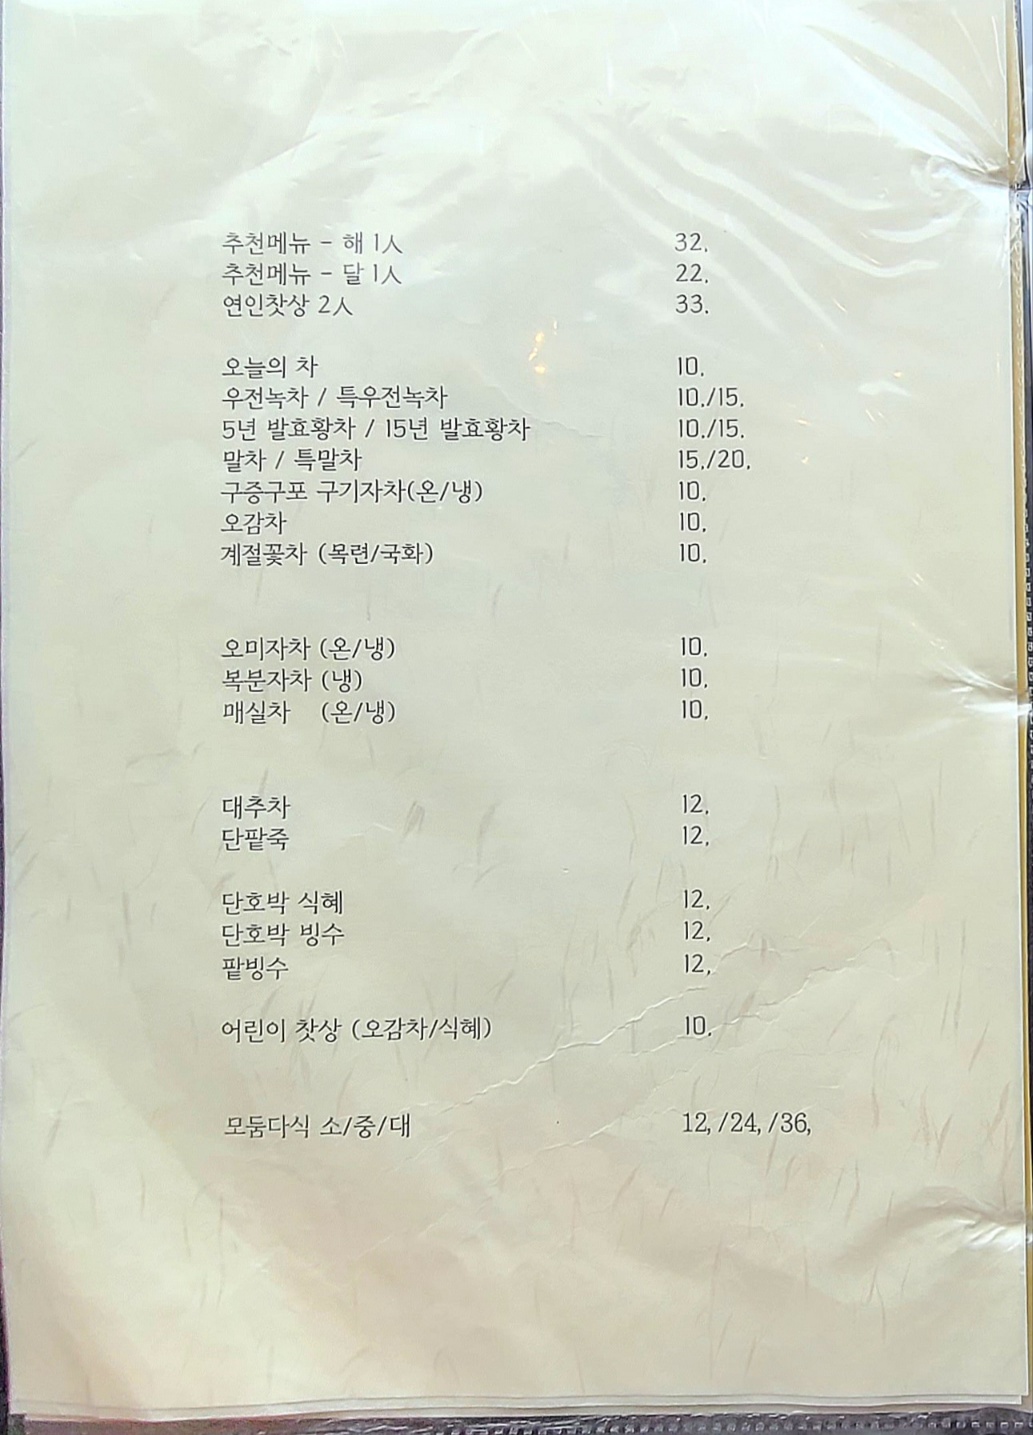 추천메뉴 - 해 1人 32.
추천메뉴 - 달 1人 22.
연인찻상 2人 33.
오늘의 차 10.
우전녹차 / 특우전녹차 10./15.
5년 발효황차 / 15년 발효황차 10./15.
말차 / 특말차 15./20.
구증구포 구기자차(온/냉) 10.
오감차 10.
계절꽃차 (목련/국화) 10.
오미자차 (온/냉) 10.
복분자차 (냉) 10.
매실차 (온/냉) 10.
대추차 12.
단팥죽 12.
단호박 식혜 12.
단호박 빙수 12.
팥빙수 12.
어린이 찻상 (오감차/식혜) 10.
모둠다식 소/중/대 12, /24, /36,